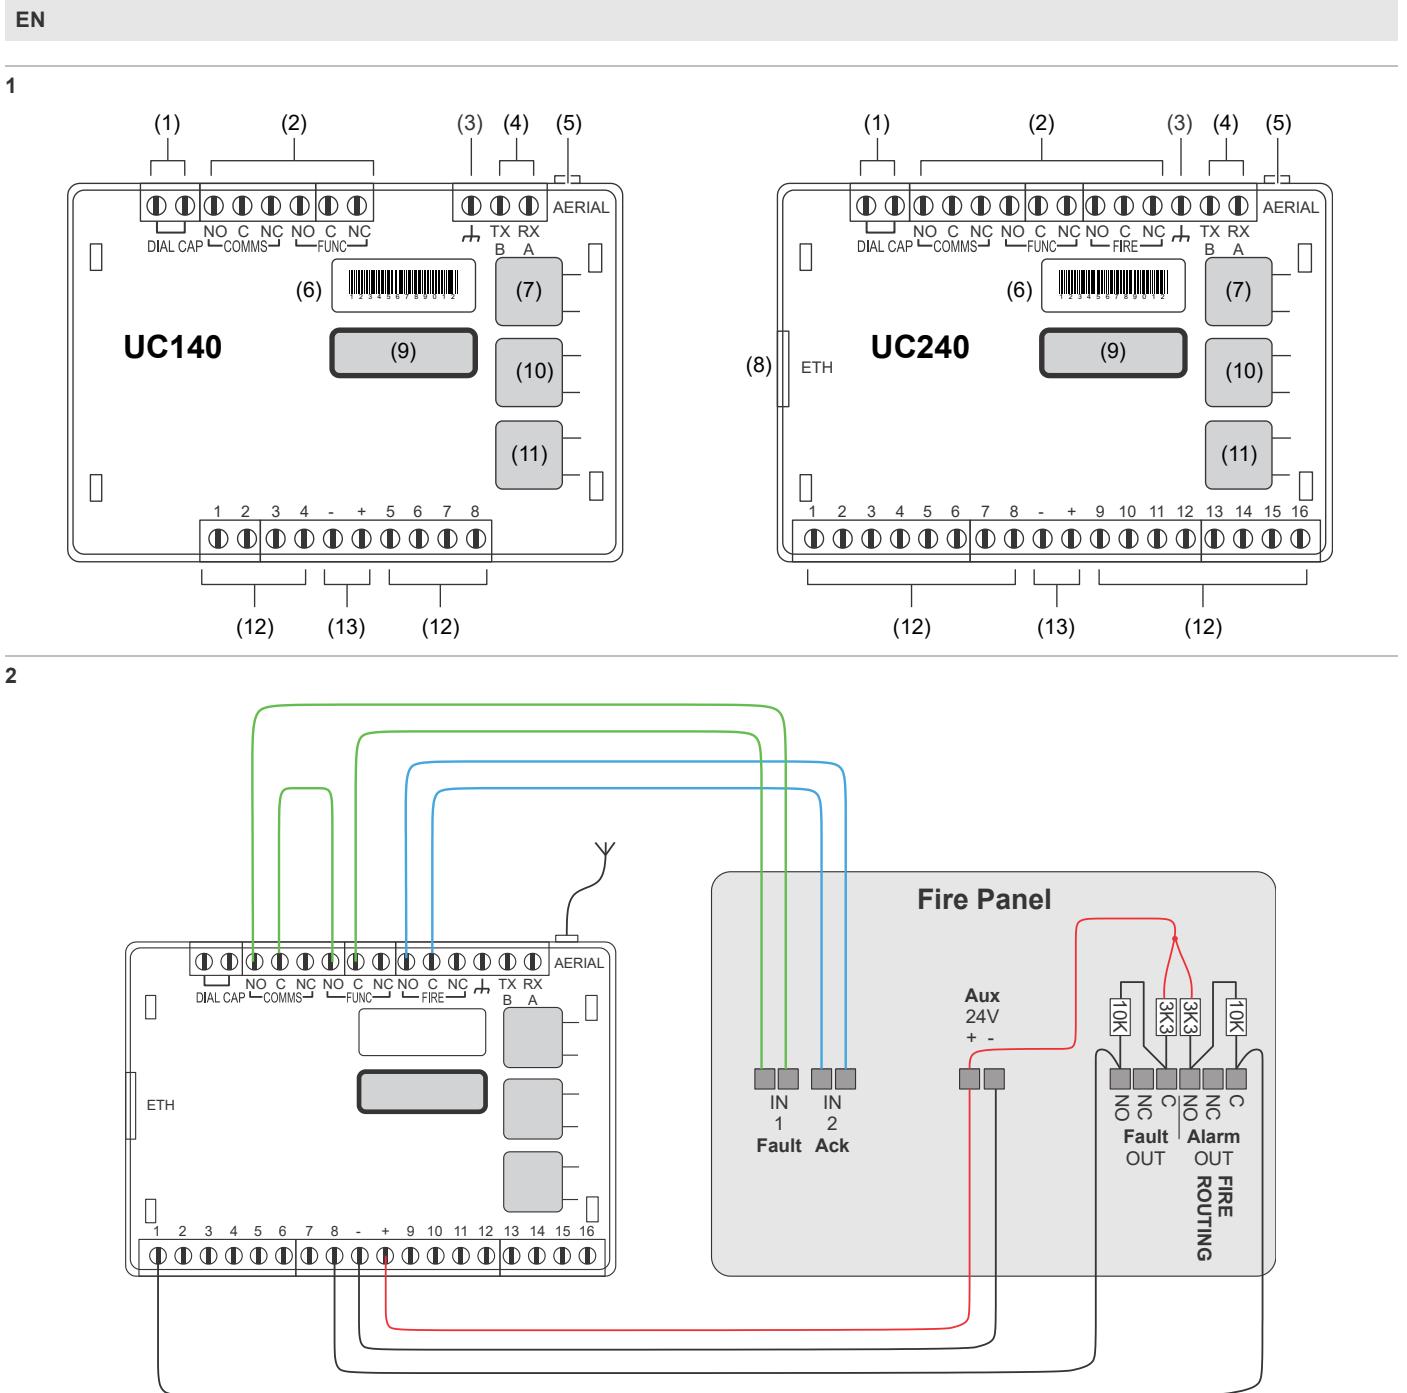 EN
1
(1) (2) (3) (4) (5)
NO C NC NO C NC TX RX AERIAL
DIAL CAP COMMS FUNC B A
(6) 1 2 3 4 5 6 7 8 9 0 1 2 (7)
UC140 (9) (10)
(11)
1 2 3 4 - + 5 6 7 8
(12) (13) (12)
(1) (2) (3) (4) (5)
NO C NC NO C NC NO C NC TX RX AERIAL
DIAL CAP COMMS FUNC FIRE B A
(6) 1 2 3 4 5 6 7 8 9 0 1 2 (7)
(8) ETH UC240 (9) (10)
(11)
1 2 3 4 5 6 7 8 - + 9 10 11 12 13 14 15 16
(12) (13) (12)
2
NO C NC NO C NC NO C NC TX RX AERIAL
DIAL CAP COMMS FUNC FIRE B A
ETH
1 2 3 4 5 6 7 8 - + 9 10 11 12 13 14 15 16
Fire Panel
IN IN
1 2
Fault Ack
Aux
24V
+ -
10K 3K3 3K3 10K
NO NC C NO NC C
Fault Alarm
OUT OUT
FIRE
ROUTING